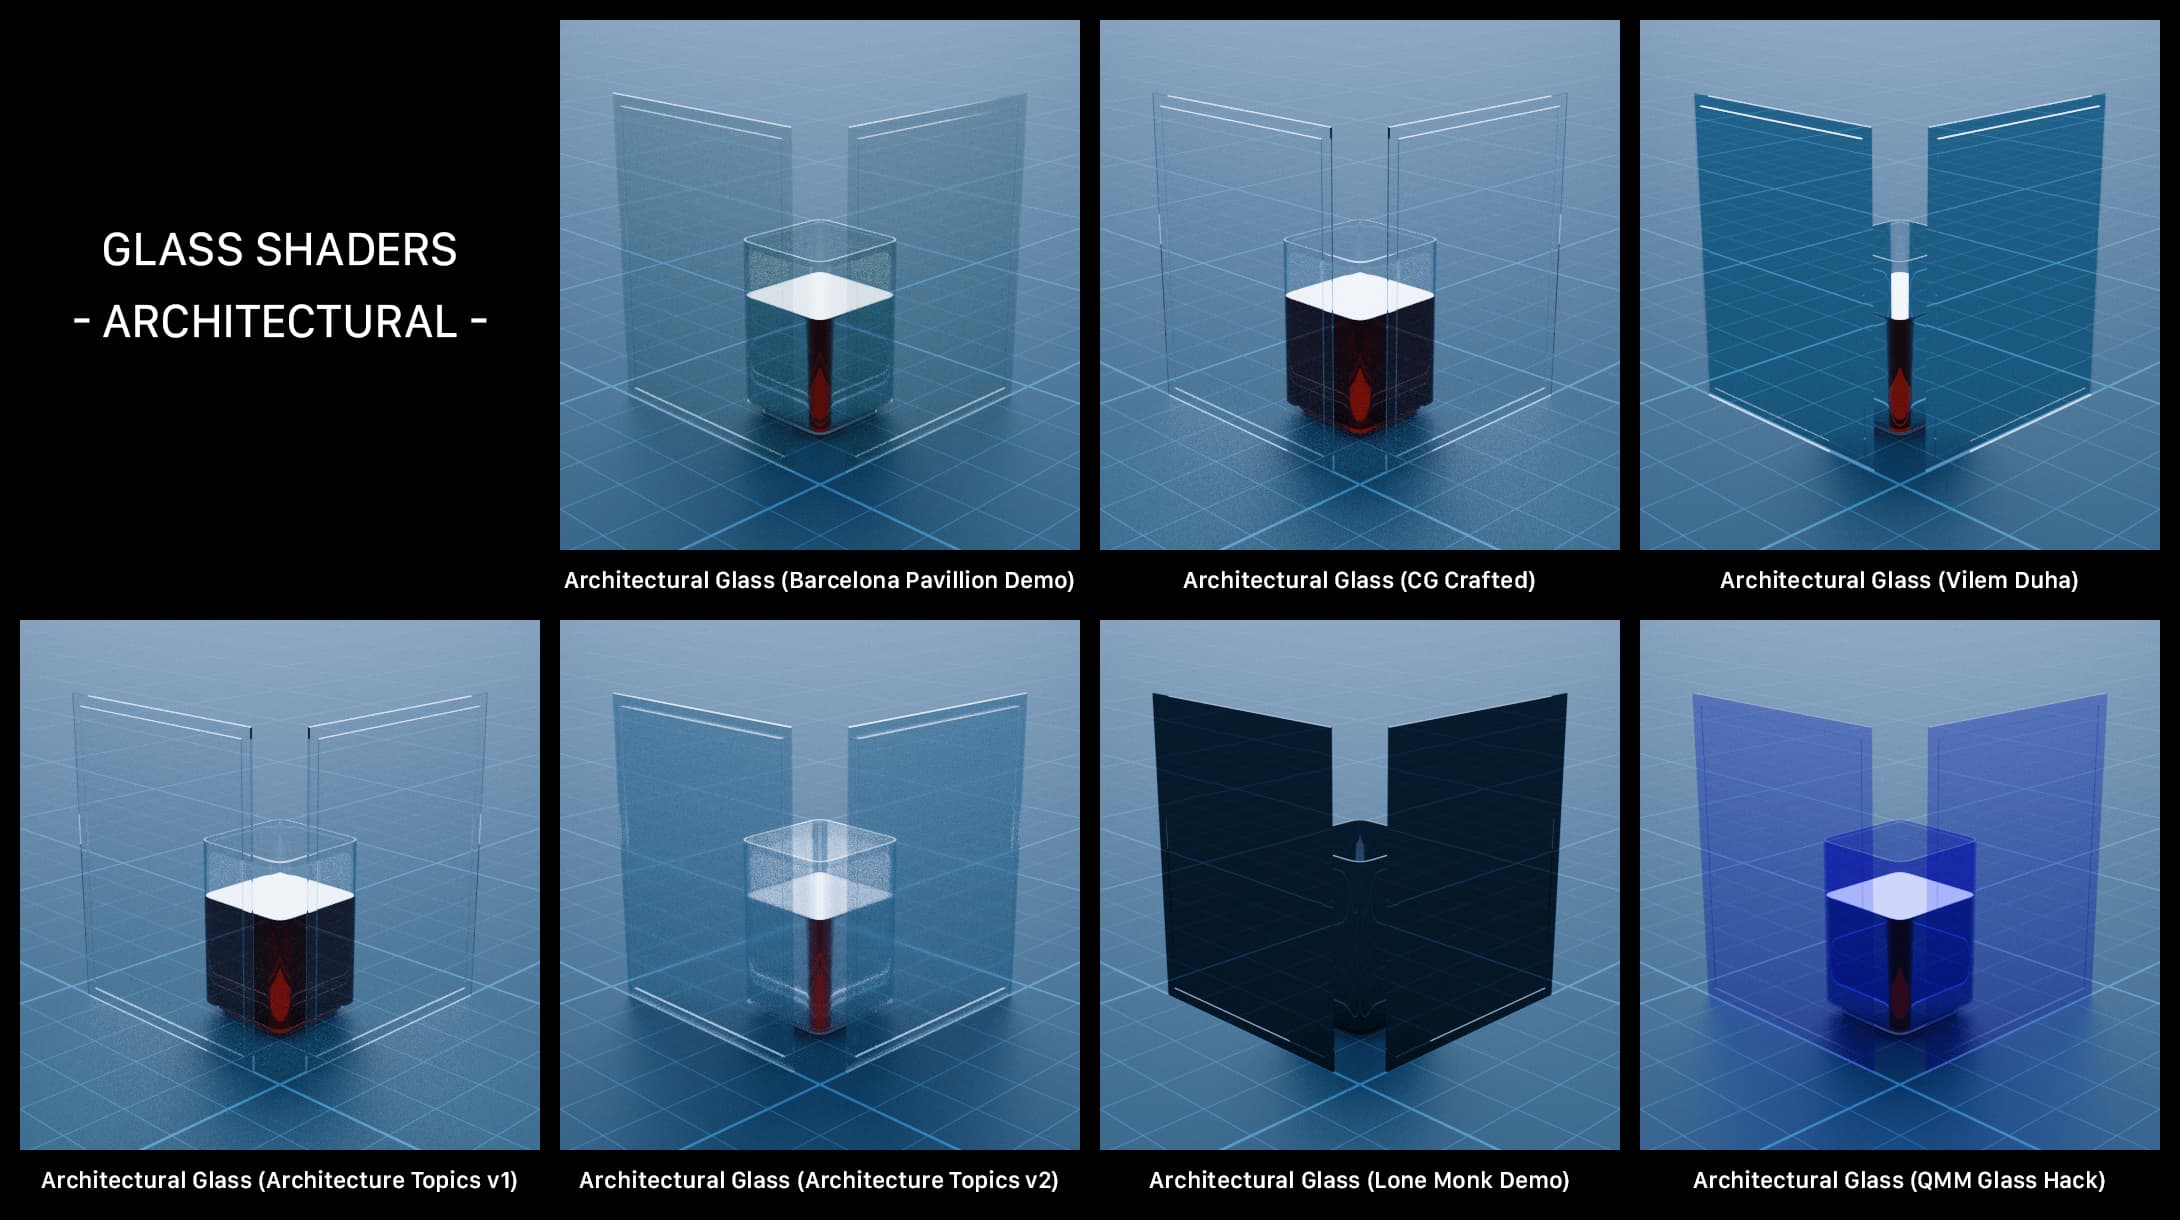 GLASS SHADERS
- ARCHITECTURAL -
Architectural Glass (Barcelona Pavillion Demo)
Architectural Glass (CG Crafted)
Architectural Glass (Vilem Duha)
Architectural Glass (Architecture Topics v1)
Architectural Glass (Architecture Topics v2)
Architectural Glass (Lone Monk Demo)
Architectural Glass (QMM Glass Hack)